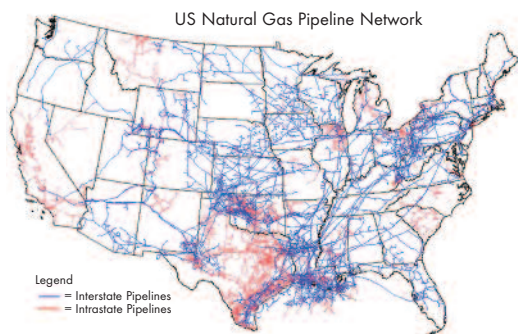 US Natural Gas Pipeline Network
Legend
= Interstate Pipelines
= Intrastate Pipelines